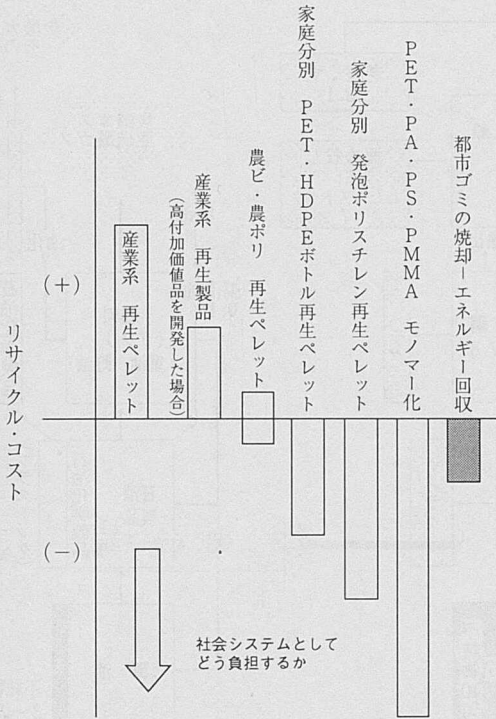 リサイクル・コスト
(+)
(−)
産業系　再生ペレット
産業系　再生製品
(高付加価値品を開発した場合)
農ビ・農ポリ　再生ペレット
家庭分別　PET・HDPEボトル再生ペレット
家庭分別　発泡ポリスチレン再生ペレット
PET・PA・PS・PMMA　モノマー化
都市ゴミの焼却－エネルギー回収
社会システムとして
どう負担するか